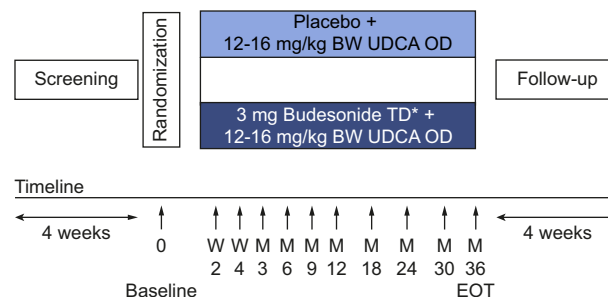 Placebo +
12-16 mg/kg BW UDCA OD
Screening
Randomization
Follow-up
3 mg Budesonide TD* +
12-16 mg/kg BW UDCA OD
Timeline
4 weeks
0
W W M M M M M M M M
2 4 3 6 9 12 18 24 30 36
4 weeks
Baseline
EOT